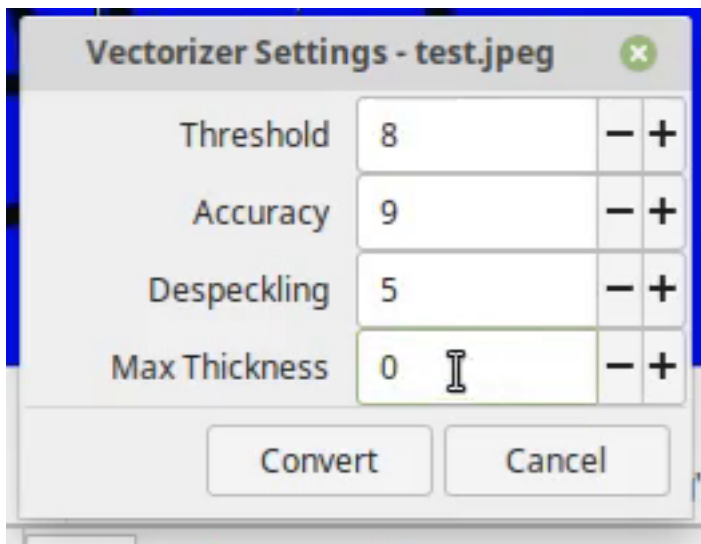 Vectorizer Settings - test.jpeg
Threshold 8
Accuracy 9
Despeckling 5
Max Thickness 0
Convert Cancel